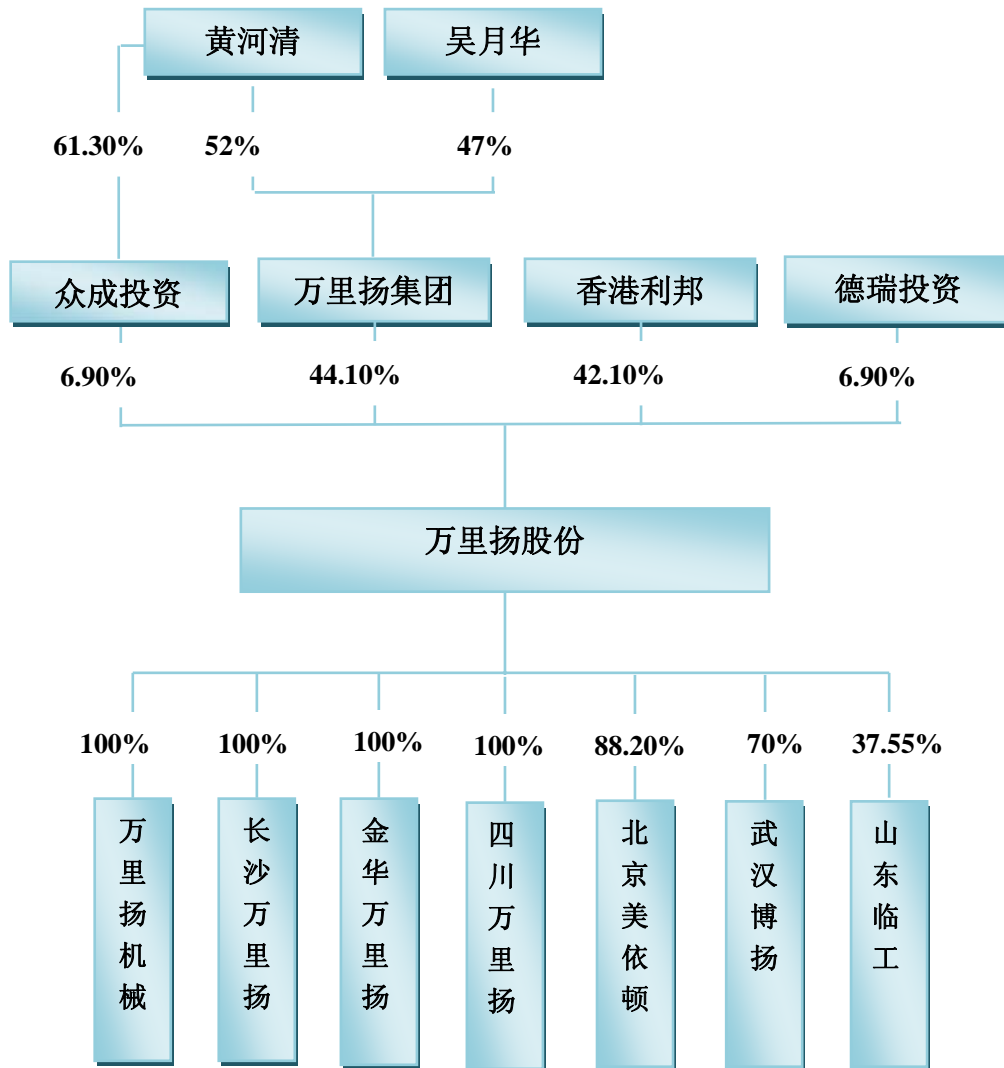 黄河清
吴月华
61.30%
52%
47%
众成投资
万里扬集团
香港利邦
德瑞投资
6.90%
44.10%
42.10%
6.90%
万里扬股份
100%
100%
100%
100%
88.20%
70%
37.55%
万里扬机械
长沙万里扬
金华万里扬
四川万里扬
北京美依顿
武汉博扬
山东临工